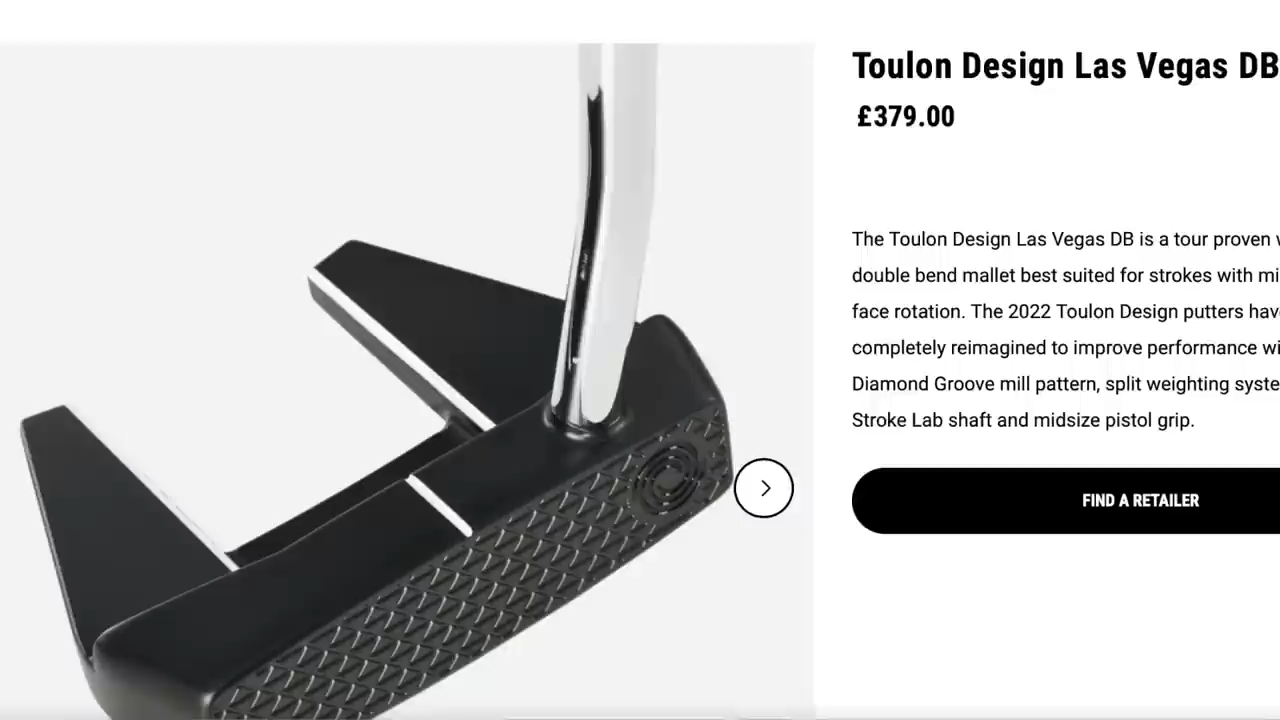 Toulon Design Las Vegas DB
£379.00
The Toulon Design Las Vegas DB is a tour proven
double bend mallet best suited for strokes with
face rotation. The 2022 Toulon Design putters
completely reimagined to improve performance
Diamond Groove mill pattern, split weighting
Stroke Lab shaft and midsize pistol grip.
FIND A RETAILER